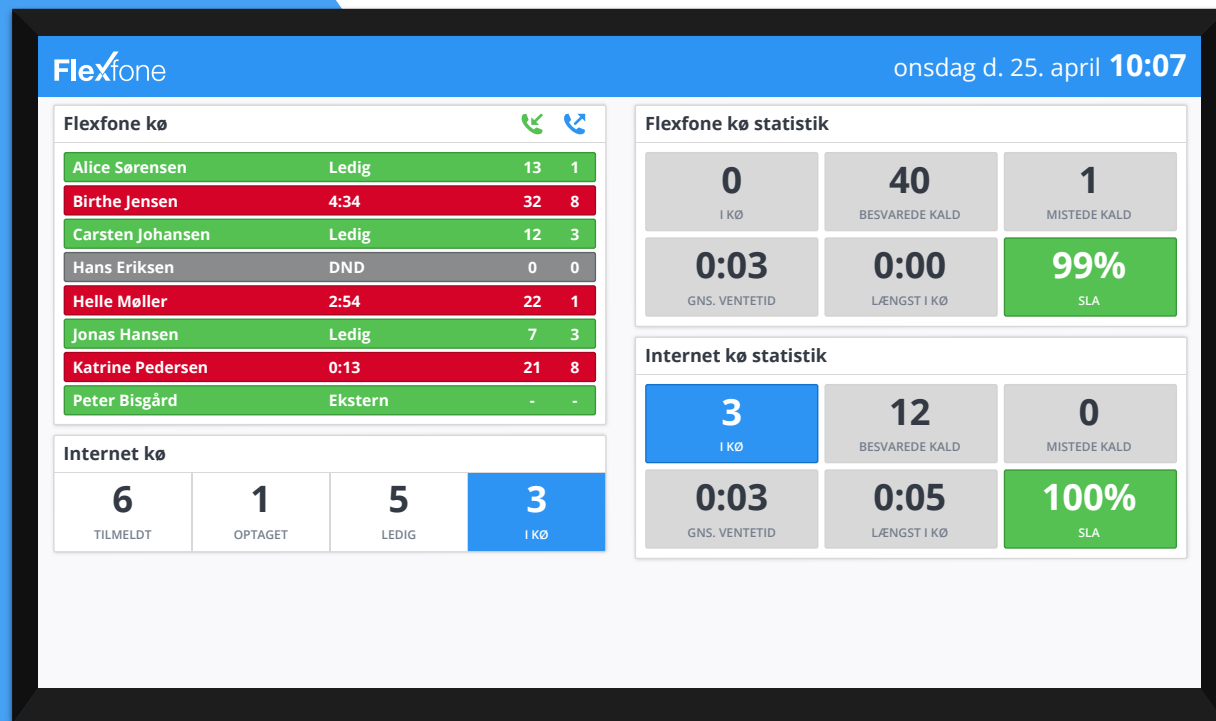 Flexfone
onsdag d. 25. april 10:07
Flexfone kø
Alice Sørensen Ledig 13 1
Birthe Jensen 4:34 32 8
Carsten Johansen Ledig 12 3
Hans Eriksen DND 0 0
Helle Møller 2:54 22 1
Jonas Hansen Ledig 7 3
Katrine Pedersen 0:13 21 8
Peter Bisgård Ekstern - -
Internet kø
6 1 5 3
TILMELDT OPTAGET LEDIG I KØ
Flexfone kø statistik
0 40 1
I KØ BESVAREDE KALD MISTEDE KALD
0:03 0:00 99%
GNS. VENTETID LÆNGST I KØ SLA
Internet kø statistik
3 12 0
I KØ BESVAREDE KALD MISTEDE KALD
0:03 0:05 100%
GNS. VENTETID LÆNGST I KØ SLA